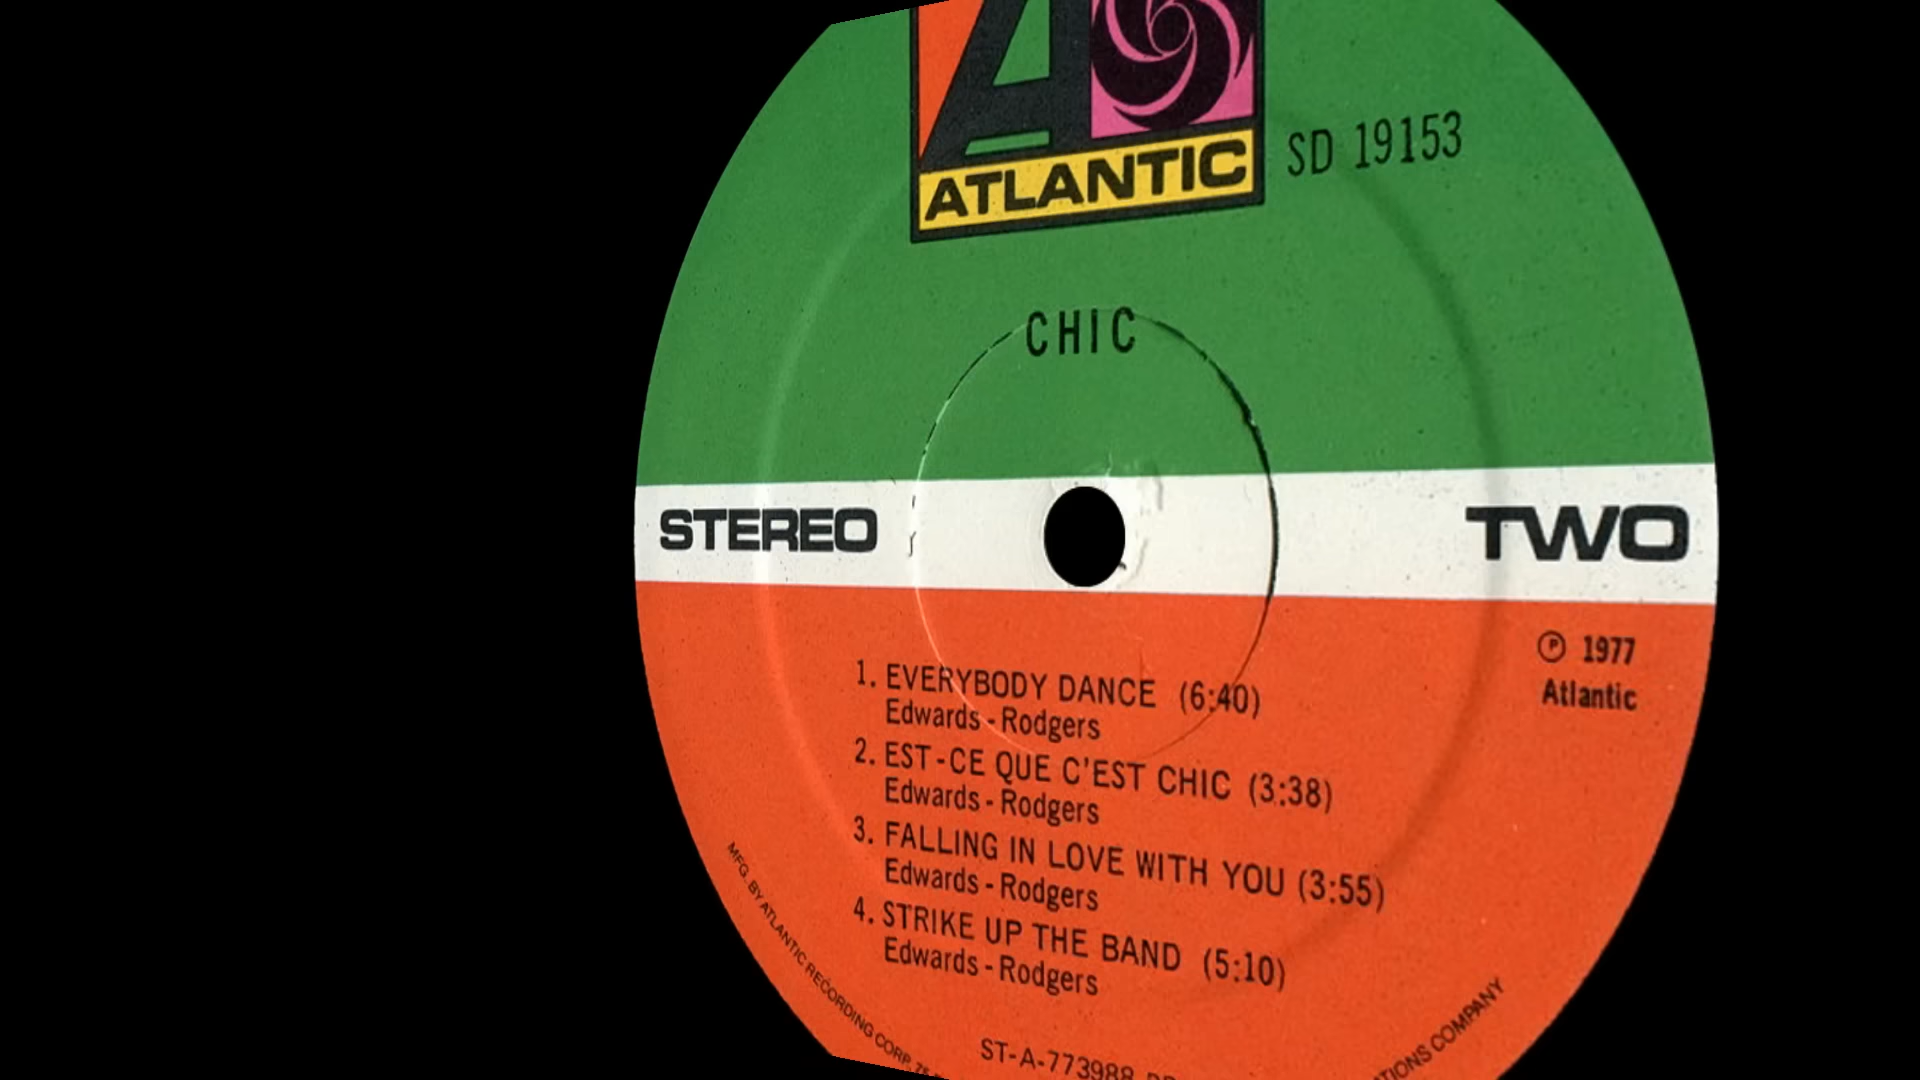 ATLANTIC
SD 19153
CHIC
STEREO
TWO
Ⓟ 1977
Atlantic
1. EVERYBODY DANCE (6:40)
Edwards - Rodgers
2. EST-CE QUE C'EST CHIC (3:38)
Edwards - Rodgers
3. FALLING IN LOVE WITH YOU (3:55)
Edwards - Rodgers
4. STRIKE UP THE BAND (5:10)
Edwards - Rodgers
ST-A-773988
MFG. BY ATLANTIC RECORDING CORP. 75
COMPANY